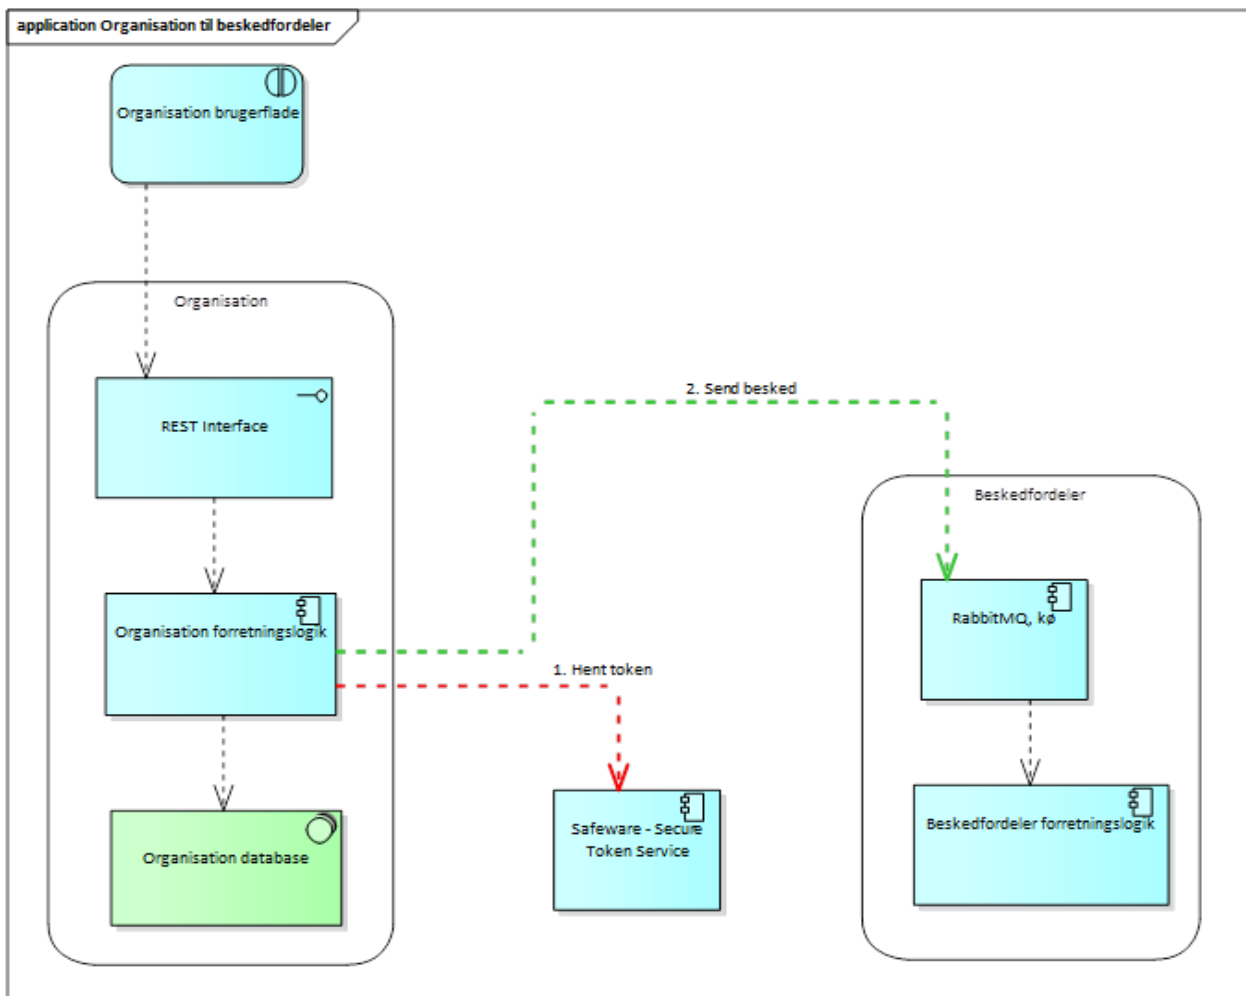 application Organisation til beskedfordeler
Organisation brugerflade
Organisation
REST Interface
2. Send besked
Beskedfordeler
Organisation forretningslogik
RabbitMQ, kø
1. Hent token
Safeware - Secure
Token Service
Beskedfordeler forretningslogik
Organisation database